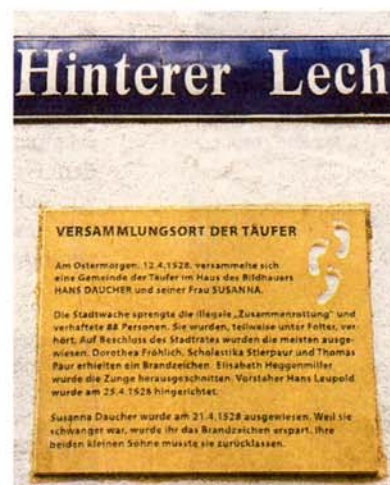 Hinterer Lech
VERSAMMLUNGSORT DER TÄUFER
Am Ostermorgen, 12.4.1528, versammelte sich
eine Gemeinde der Täufer im Haus des Bildhauers
HANS DAUCHER und seiner Frau SUSANNA.
Die Stadtwache sprengte die illegale „Zusammenrottung" und
verhaftete 88 Personen. Sie wurden, teilweise unter Folter, ver
hört. Auf Beschluss des Stadtrates wurden die meisten ausge-
wiesen. Dorothea Fröhlich, Scholastika Stierpaur und Thomas
Paur erhielten ein Brandzeichen. Elisabeth Heggenmiller
wurde die Zunge herausgeschnitten. Vorsteher Hans Leupold
wurde am 25.4.1528 hingerichtet.
Susanna Daucher wurde am 21.4.1528 ausgewiesen. Weil sie
schwanger war, wurde ihr das Brandzeichen erspart. Ihre
beiden kleinen Söhne musste sie zurücklassen.